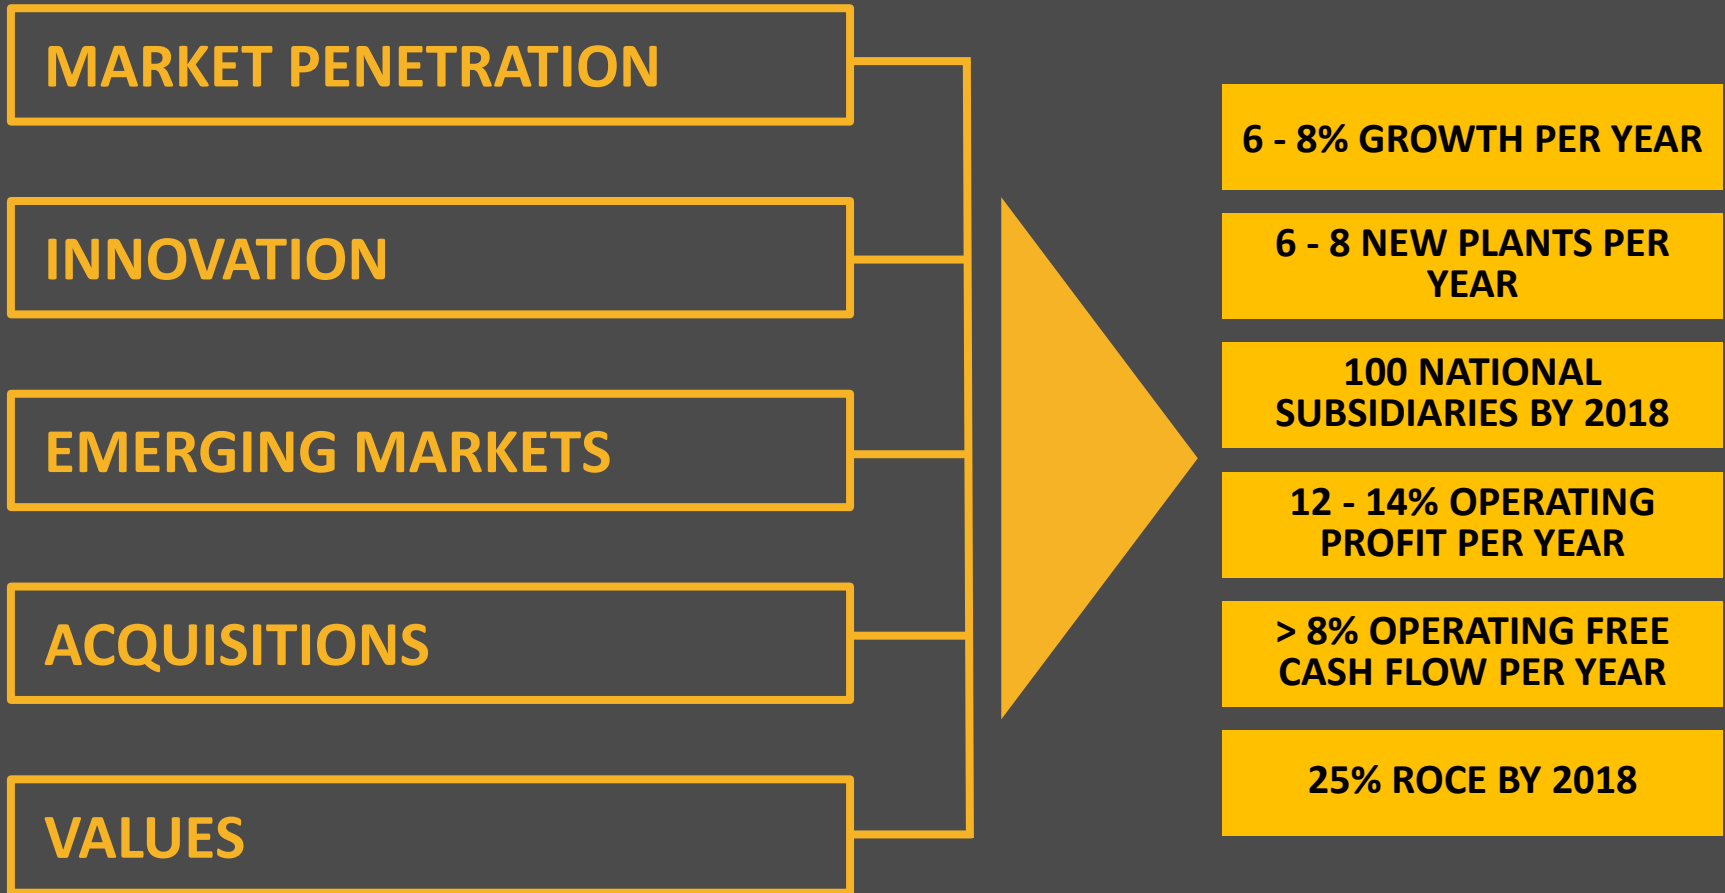 MARKET PENETRATION
INNOVATION
EMERGING MARKETS
ACQUISITIONS
VALUES
6 - 8% GROWTH PER YEAR
6 - 8 NEW PLANTS PER
YEAR
100 NATIONAL
SUBSIDIARIES BY 2018
12 - 14% OPERATING
PROFIT PER YEAR
> 8% OPERATING FREE
CASH FLOW PER YEAR
25% ROCE BY 2018